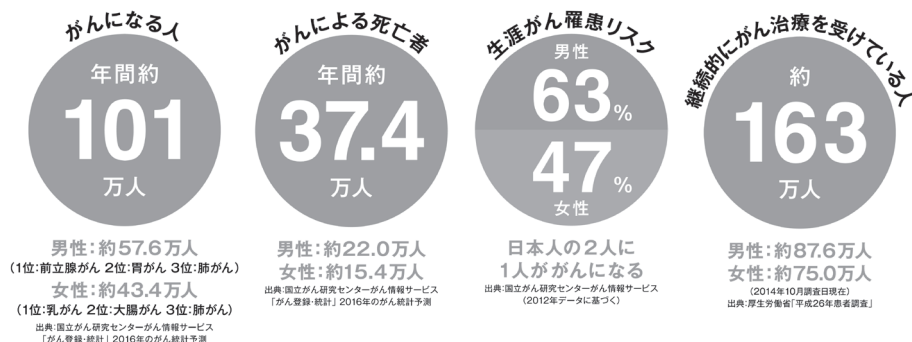 がんになる人
年間約
101
万人
男性:約57.6万人
(1位:前立腺がん 2位:胃がん 3位:肺がん)
女性:約43.4万人
(1位:乳がん 2位:大腸がん 3位:肺がん)
出典:国立がん研究センターがん情報サービス
「がん登録・統計」2016年のがん統計予測
がんによる死亡者
年間約
37.4
万人
男性:約22.0万人
女性:約15.4万人
出典:国立がん研究センターがん情報サービス
「がん登録・統計」2016年のがん統計予測
生涯がん罹患リスク
男性
63%
47%
女性
日本人の2人に
1人ががんになる
出典:国立がん研究センターがん情報サービス
(2012年データに基づく)
継続的にがん治療を受けている人
約
163
万人
男性:約87.6万人
女性:約75.0万人
(2014年10月調査日現在)
出典:厚生労働省「平成26年患者調査」